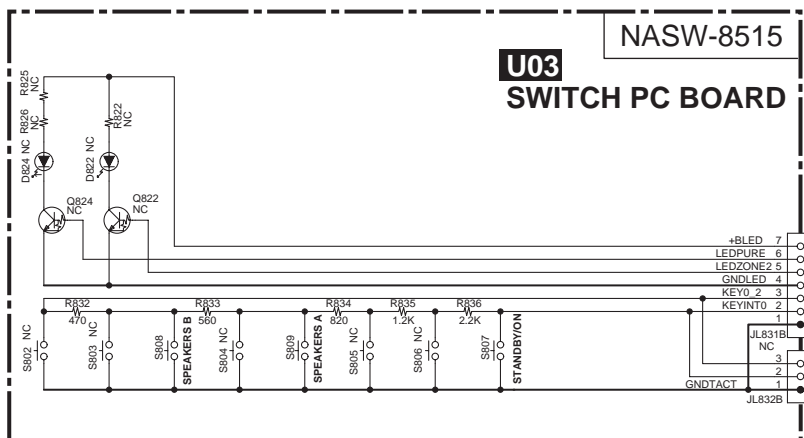 NASW-8515
U03
SWITCH PC BOARD
R825
NC
R826
NC
R822
NC
D824 NC
D822 NC
Q824
NC
Q822
NC
+BLED 7
LEDPURE 6
LEDZONE2 5
GNDLED 4
KEY0_2 3
KEYINT0 2
1
JL831B
NC
3
2
GNDTACT 1
JL832B
R832
470
R833
560
R834
820
R835
1.2K
R836
2.2K
S802 NC
S803 NC
S808
SPEAKERS B
S804 NC
S809
SPEAKERS A
S805 NC
S806 NC
S807
STANDBY/ON